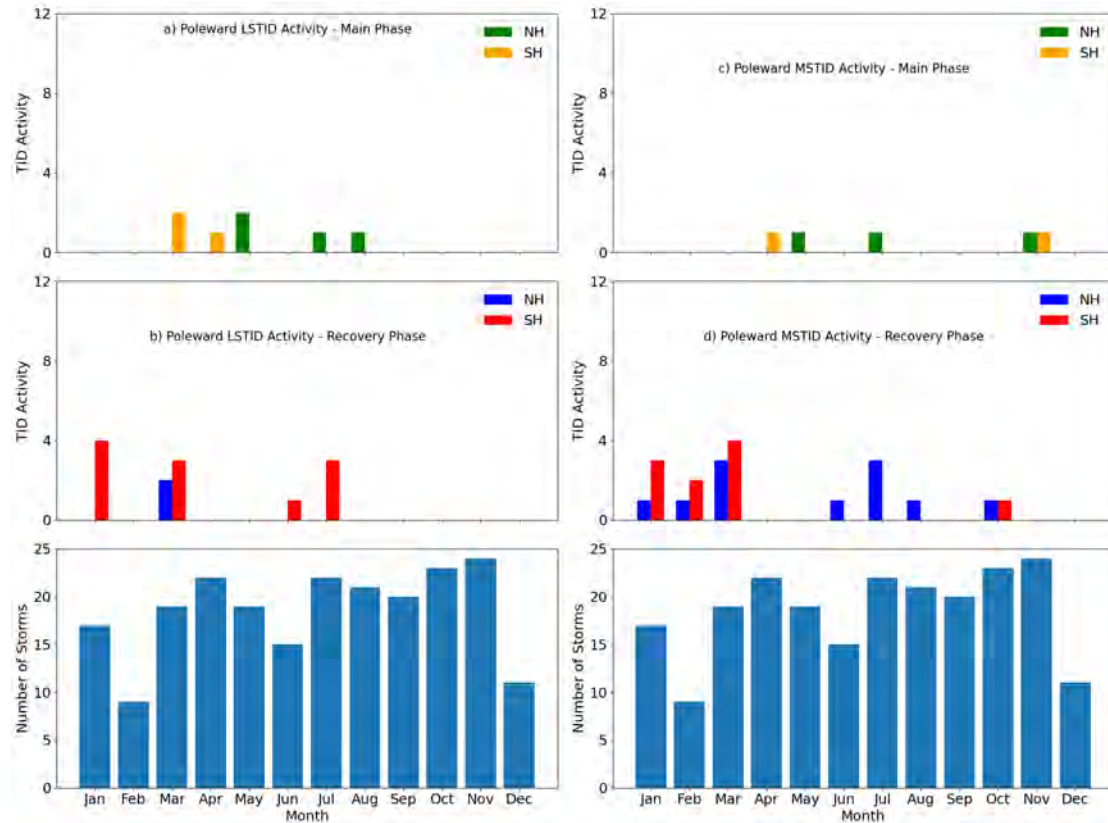 12
8
4
0
TID Activity
a) Poleward LSTID Activity - Main Phase
NH
SH
12
8
4
0
TID Activity
c) Poleward MSTID Activity - Main Phase
NH
SH
12
8
4
0
TID Activity
b) Poleward LSTID Activity - Recovery Phase
NH
SH
12
8
4
0
TID Activity
d) Poleward MSTID Activity - Recovery Phase
NH
SH
25
20
15
10
5
0
Number of Storms
Jan Feb Mar Apr May Jun Jul Aug Sep Oct Nov Dec
Month
25
20
15
10
5
0
Number of Storms
Jan Feb Mar Apr May Jun Jul Aug Sep Oct Nov Dec
Month